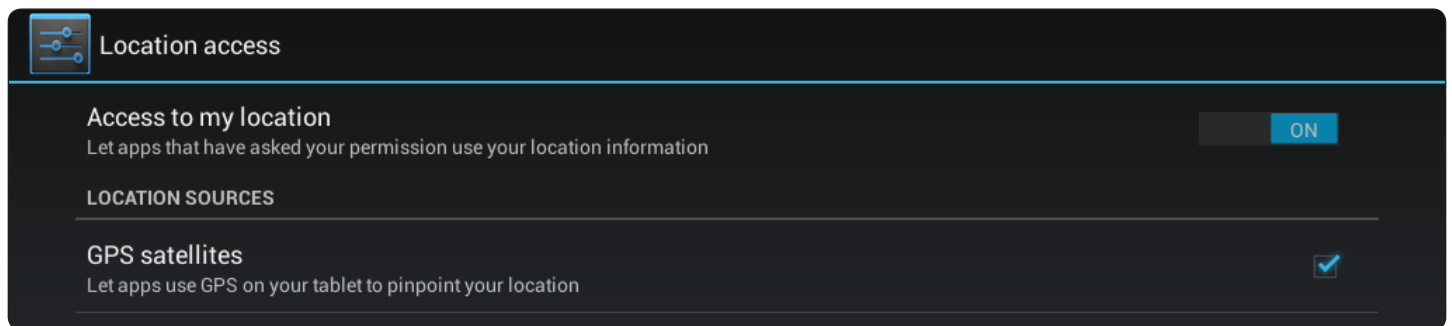 Location access
Access to my location
ON
Let apps that have asked your permission use your location information
LOCATION SOURCES
GPS satellites
Let apps use GPS on your tablet to pinpoint your location